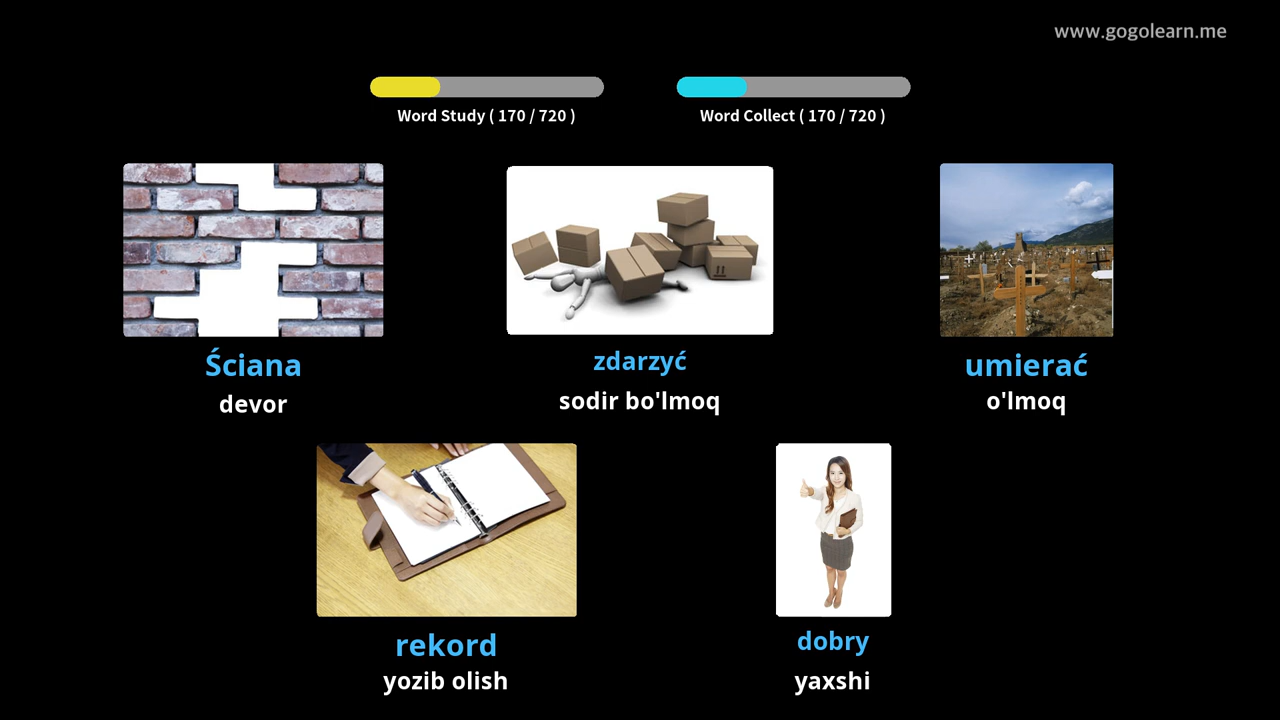 www.gogolearn.me
Word Study ( 170 / 720 )
Word Collect ( 170 / 720 )
Ściana
devor
zdarzyć
sodir bo'lmoq
umierać
o'lmoq
rekord
yozib olish
dobry
yaxshi